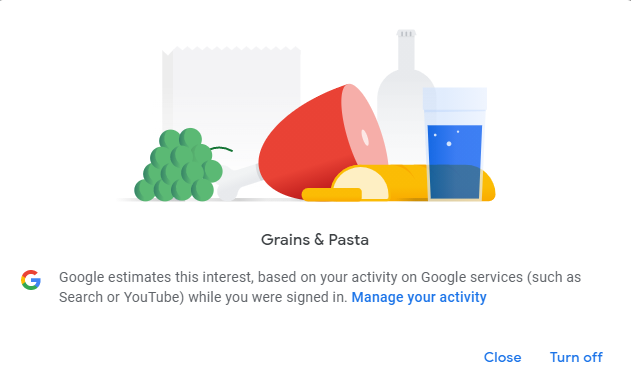 Grains & Pasta
Google estimates this interest, based on your activity on Google services (such as
Search or YouTube) while you were signed in. Manage your activity
Close Turn off